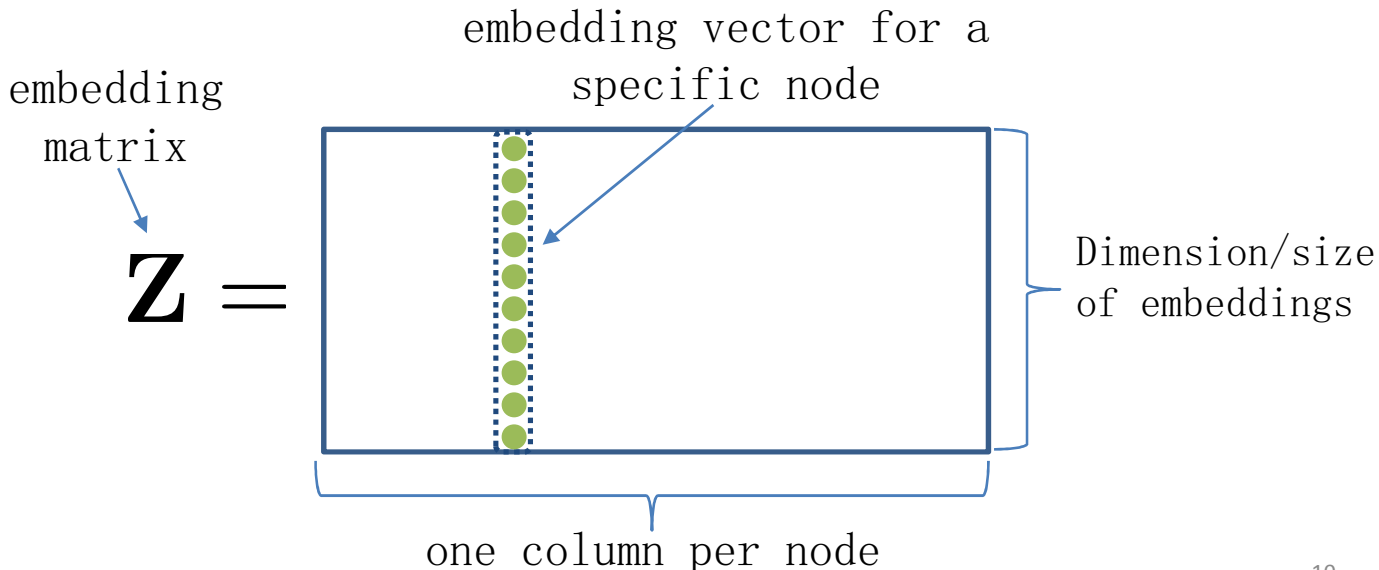 embedding vector for a
specific node
embedding
matrix
Z =
Dimension/size
of embeddings
one column per node